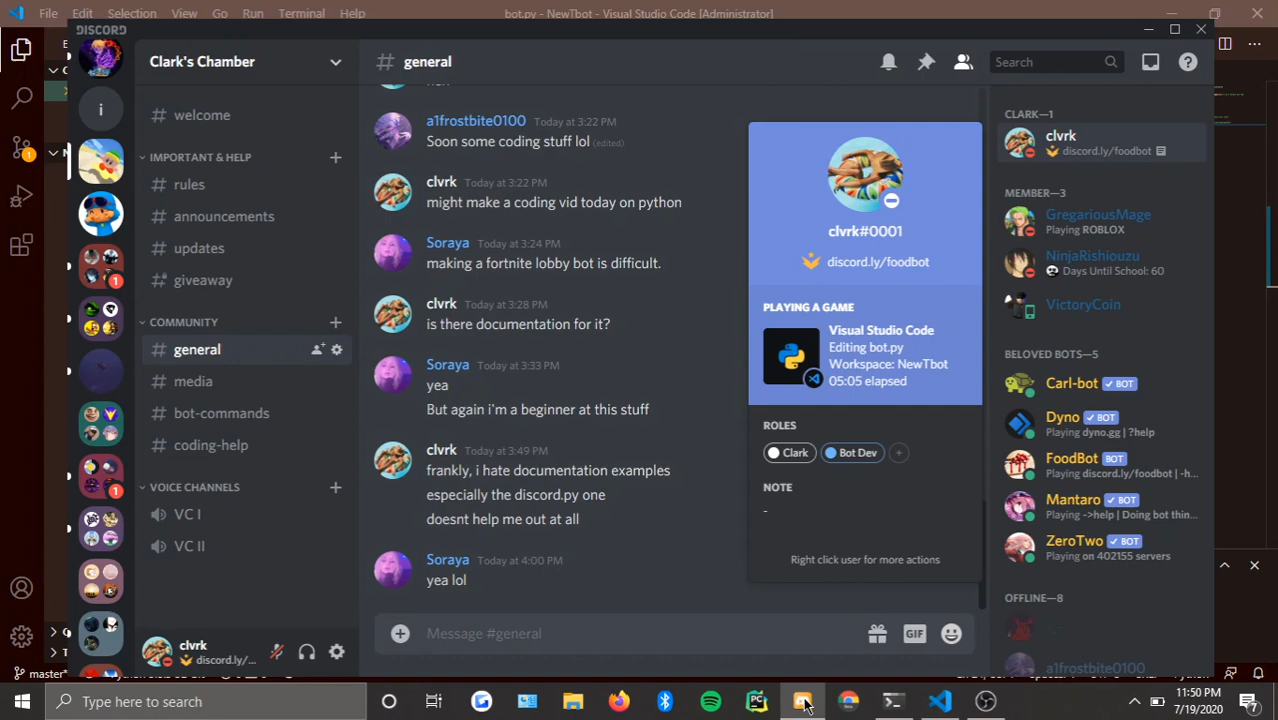 File Edit Selection View Go Run Terminal Help
bot.py - NewTbot - Visual Studio Code [Administrator]
DISCORD
Clark's Chamber
general
Search
i
welcome
IMPORTANT & HELP
rules
announcements
updates
giveaway
COMMUNITY
general
media
bot-commands
coding-help
VOICE CHANNELS
VC I
VC II
1
1
1
clvrk
discord.ly/...
a1frostbite0100 Today at 3:22 PM
Soon some coding stuff lol (edited)
clvrk Today at 3:22 PM
might make a coding vid today on python
Soraya Today at 3:24 PM
making a fortnite lobby bot is difficult.
clvrk Today at 3:28 PM
is there documentation for it?
Soraya Today at 3:33 PM
yea
But again i'm a beginner at this stuff
clvrk Today at 3:49 PM
frankly, i hate documentation examples
especially the discord.py one
doesnt help me out at all
Soraya Today at 4:00 PM
yea lol
Message #general
GIF
clvrk#0001
discord.ly/foodbot
PLAYING A GAME
Visual Studio Code
Editing bot.py
Workspace: NewTbot
05:05 elapsed
ROLES
Clark Bot Dev +
NOTE
-
Right click user for more actions
CLARK—1
clvrk
discord.ly/foodbot
MEMBER—3
GregariousMage
Playing ROBLOX
NinjaRishiouzu
Days Until School: 60
VictoryCoin
BELOVED BOTS—5
Carl-bot BOT
Dyno BOT
Playing dyno.gg | ?help
FoodBot BOT
Playing discord.ly/foodbot | -h...
Mantaro BOT
Playing ->help | Doing bot thin...
ZeroTwo BOT
Playing on 402155 servers
OFFLINE—8
a1frostbite0100
master*
Type here to search
PC
11:50 PM
7/19/2020
7